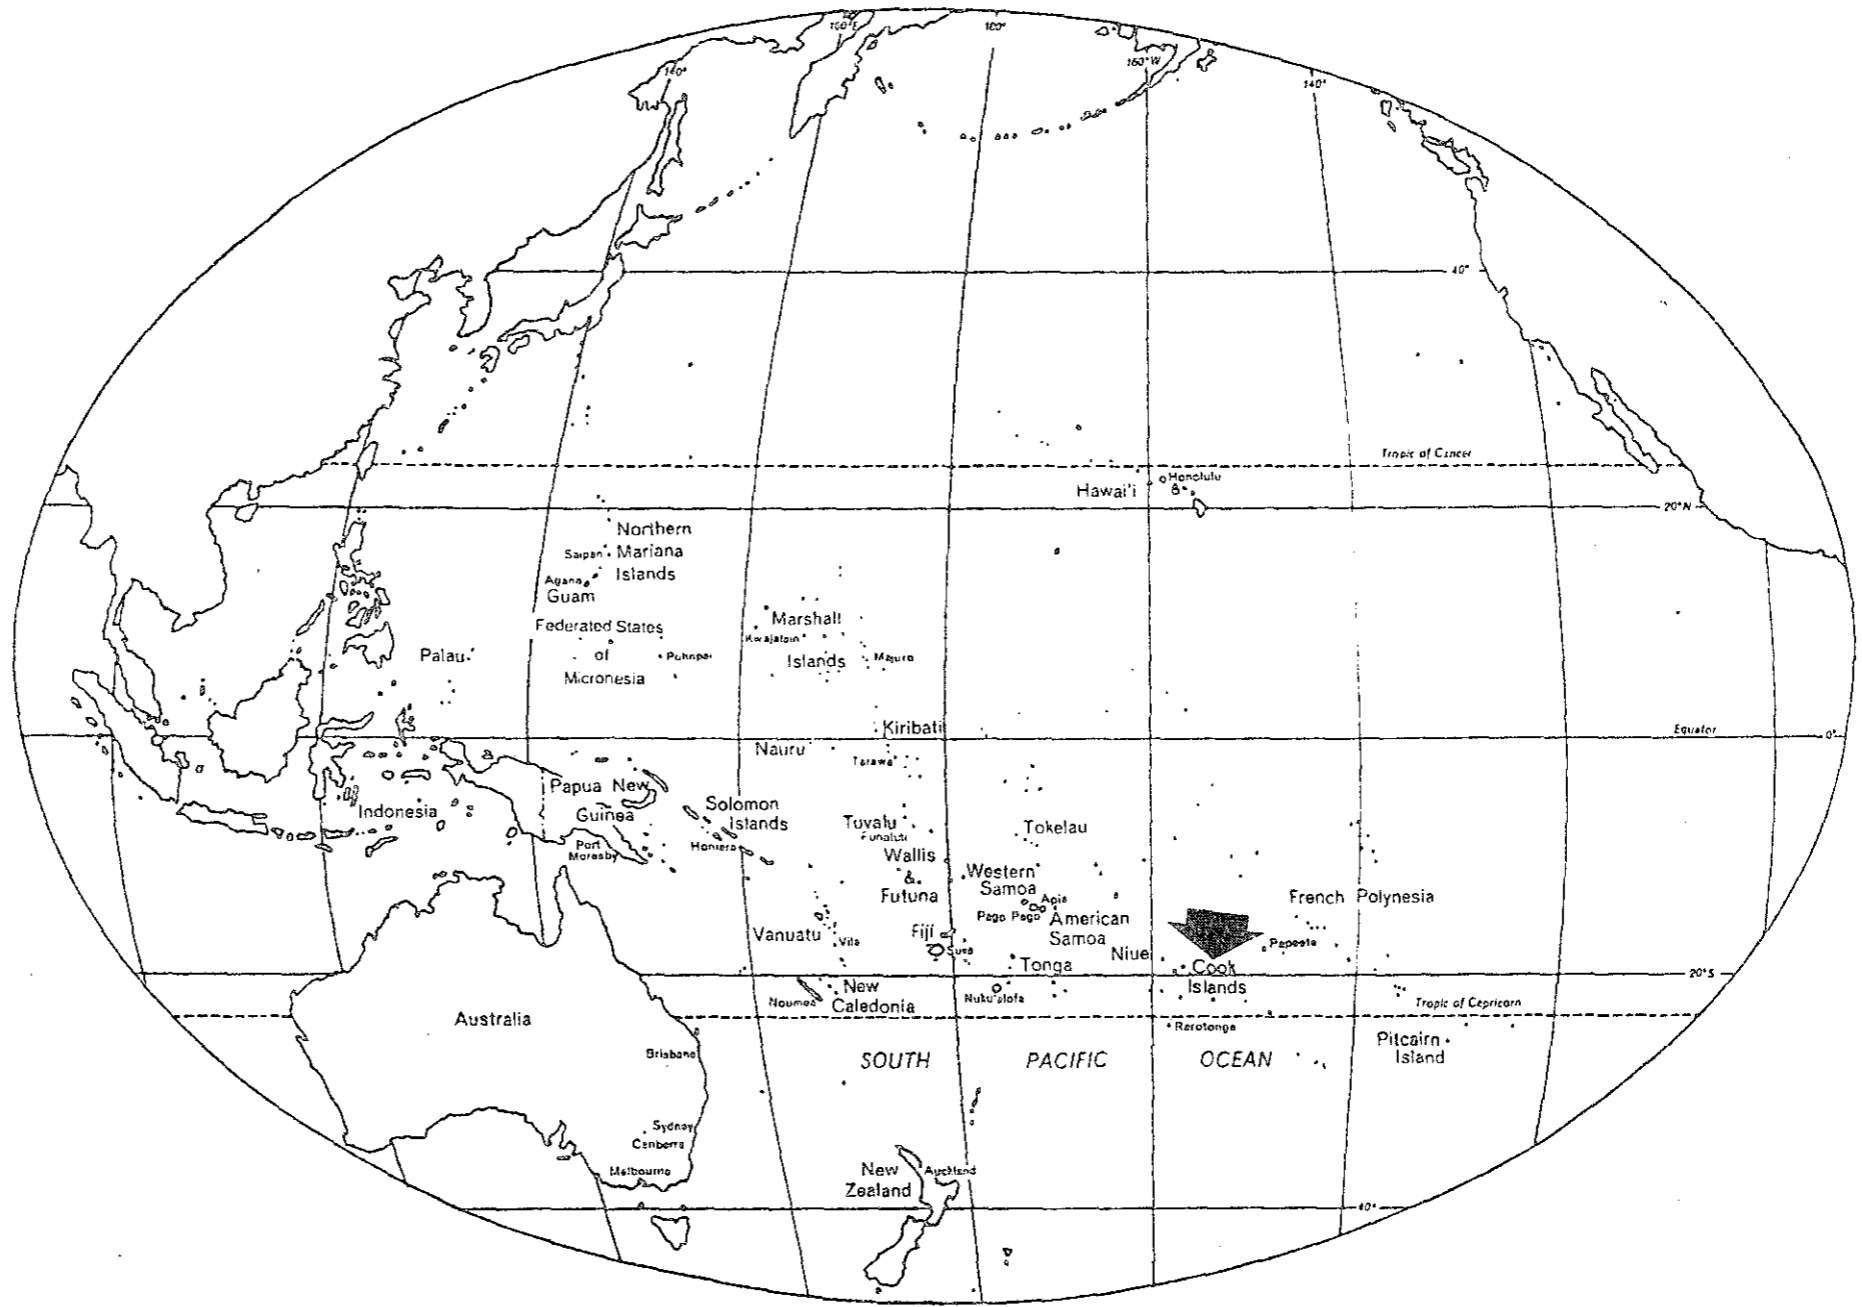 160°E
180°
160°W
140°
140°
40°
Tropic of Cancer
Honolulu
Hawai'i
20°N
Northern
Saipan
Mariana
Agana
Islands
Guam
Marshall
Federated States
Kwajalein
Palau
of
Pohnpei
Islands
Majuro
Micronesia
Kiribati
Equator
0°
Nauru
Tarawa
Papua New
Guinea
Solomon
Islands
Indonesia
Tuvalu
Funafuti
Tokelau
Honiara
Port
Moresby
Wallis
&
Futuna
Western
Samoa
Apia
French Polynesia
Pago Pago
American
Samoa
Vanuatu
Vila
Fiji
Suva
Niue
Papeete
Tonga
Cook
Islands
20°S
New
Caledonia
Noumea
Nuku'alofa
Tropic of Capricorn
Australia
Rarotonga
Pitcairn
Island
Brisbane
SOUTH PACIFIC OCEAN
Sydney
Canberra
Melbourne
New
Zealand
Auckland
40°